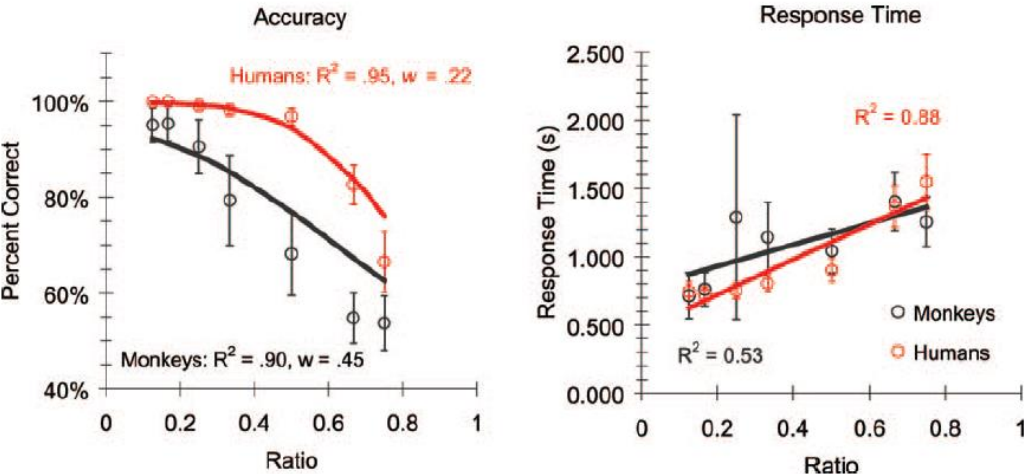 Accuracy
Humans: R² = .95, w = .22
100%
80%
60%
40%
Percent Correct
Monkeys: R² = .90, w = .45
0 0.2 0.4 0.6 0.8 1
Ratio
Response Time
2.500
2.000
1.500
1.000
0.500
0.000
Response Time (s)
R² = 0.88
Monkeys
Humans
R² = 0.53
0 0.2 0.4 0.6 0.8 1
Ratio